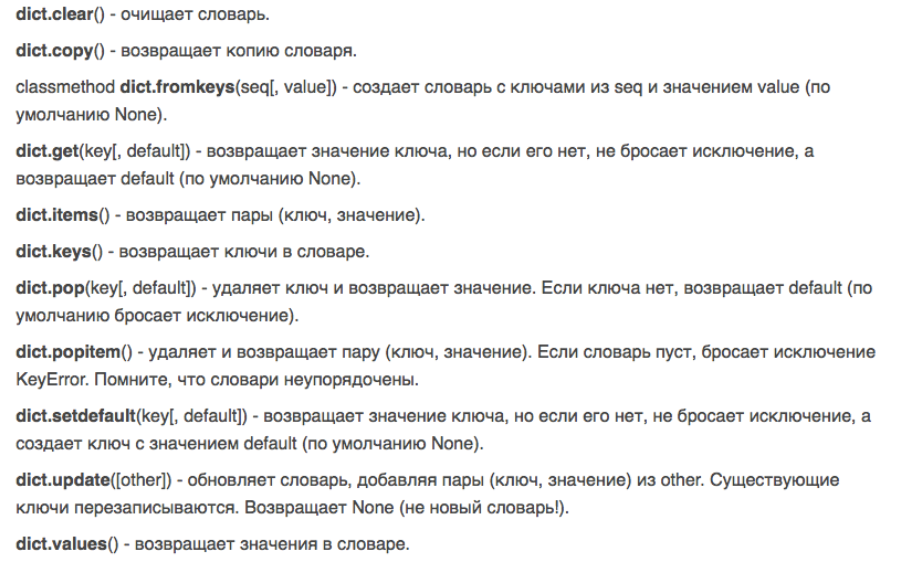 dict.clear() - очищает словарь.
dict.copy() - возвращает копию словаря.
classmethod dict.fromkeys(seq[, value]) - создает словарь с ключами из seq и значением value (по
умолчанию None).
dict.get(key[, default]) - возвращает значение ключа, но если его нет, не бросает исключение, а
возвращает default (по умолчанию None).
dict.items() - возвращает пары (ключ, значение).
dict.keys() - возвращает ключи в словаре.
dict.pop(key[, default]) - удаляет ключ и возвращает значение. Если ключа нет, возвращает default (по
умолчанию бросает исключение).
dict.popitem() - удаляет и возвращает пару (ключ, значение). Если словарь пуст, бросает исключение
KeyError. Помните, что словари неупорядочены.
dict.setdefault(key[, default]) - возвращает значение ключа, но если его нет, не бросает исключение, а
создает ключ с значением default (по умолчанию None).
dict.update([other]) - обновляет словарь, добавляя пары (ключ, значение) из other. Существующие
ключи перезаписываются. Возвращает None (не новый словарь!).
dict.values() - возвращает значения в словаре.